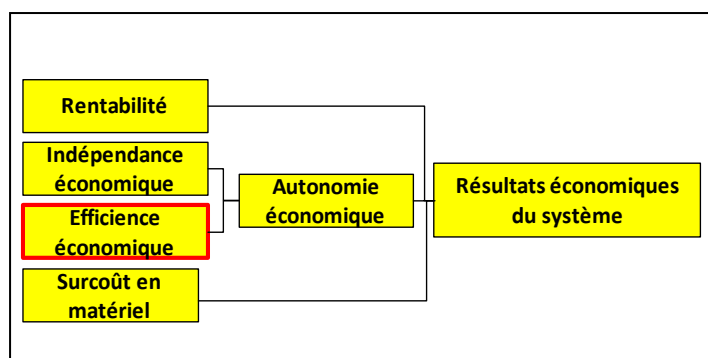 Rentabilité
Indépendance
économique
Efficience
économique
Surcoût en
matériel
Autonomie
économique
Résultats économiques
du système